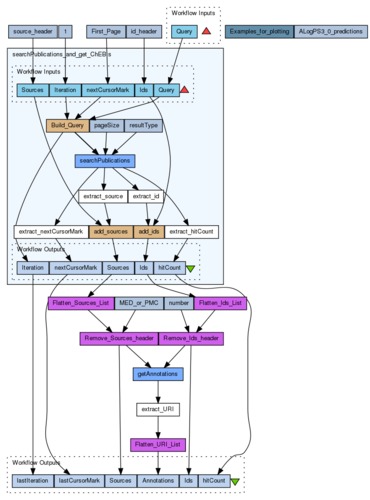 Workflow Inputs
source_header 1 First_Page id_header Query Examples_for_plotting ALogPS3_0_predictions
searchPublications_and_get_ChEBIs
Workflow Inputs
Sources Iteration nextCursorMark Ids Query
Build_Query pageSize resultType
searchPublications
extract_source extract_id
extract_nextCursorMark add_sources add_ids extract_hitCount
Workflow Outputs
Iteration nextCursorMark Sources Ids hitCount
Flatten_Sources_List MED_or_PMC number Flatten_Ids_List
Remove_Sources_header Remove_Ids_header
getAnnotations
extract_URI
Flatten_URI_List
Workflow Outputs
lastIteration lastCursorMark Sources Annotations Ids hitCount